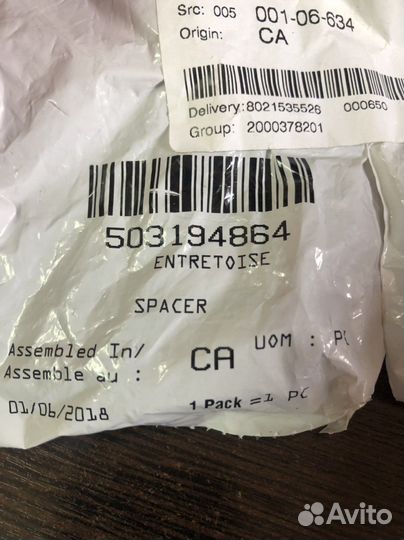 Src: 005 001-06-634
Origin: CA
Delivery:8021535526 000650
Group: 2000378201
503194864
ENTRETOISE
SPACER
Assembled In/
Assemble au :
CA
UOM : PC
01/06/2018
1 Pack =1 PC
Avito